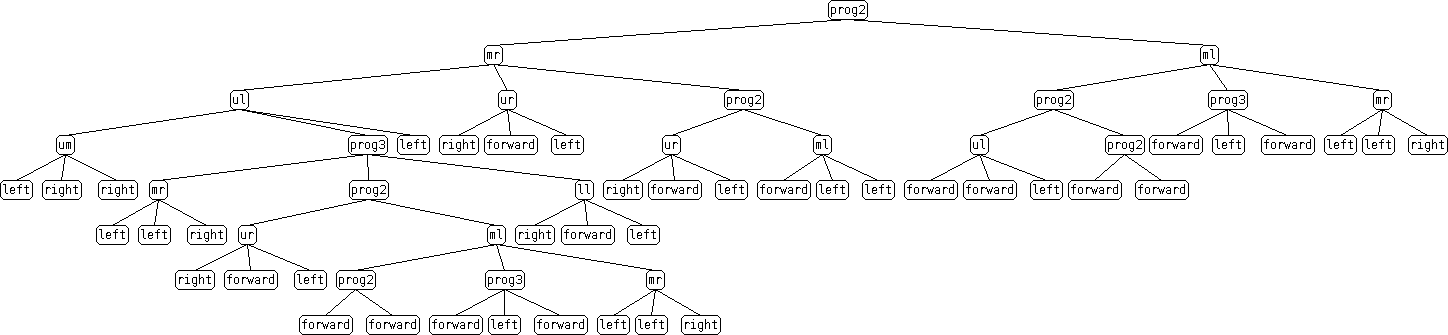 prog2
mr ml
ul ur prog2 prog2 prog3 mr
um prog3 left right forward left ur ml ul prog2 forward left forward left left right
left right right mr prog2 ll right forward left forward left left forward forward left forward forward
left left right ur ml right forward left
right forward left prog2 prog3 mr
forward forward forward left forward left left right